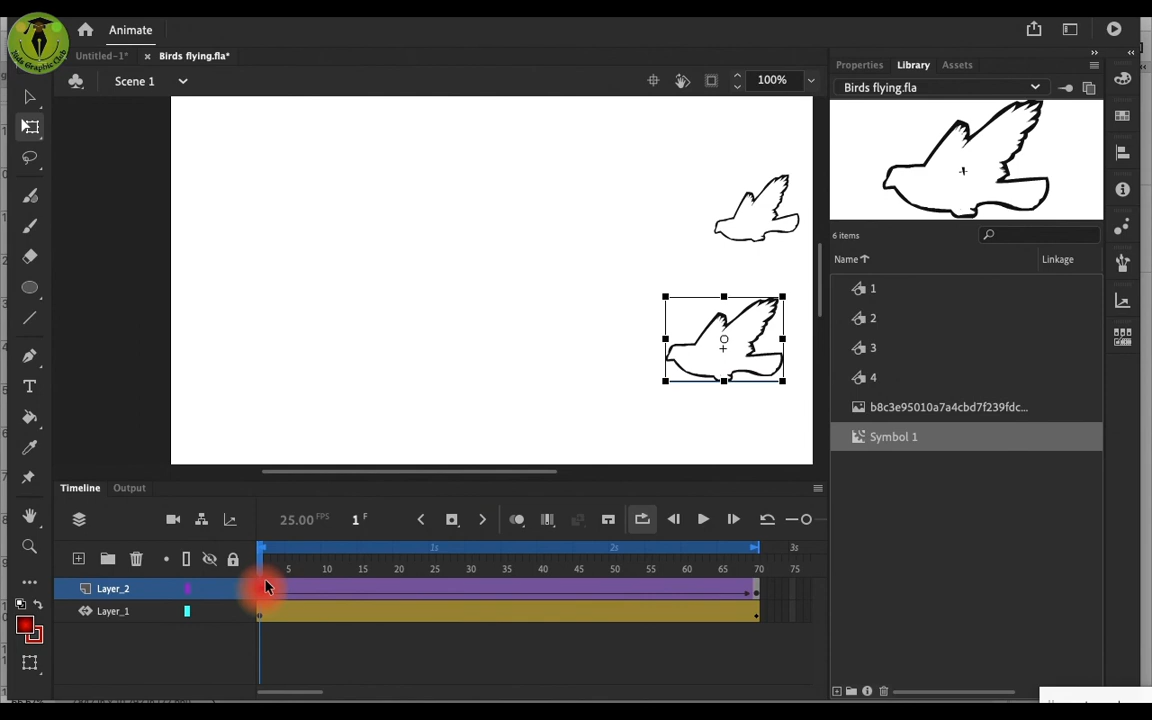 Animate
Untitled-1*
× Birds flying.fla*
Scene 1
100%
Properties
Library
Assets
Birds flying.fla
6 items
Name
Linkage
1
2
3
4
b8c3e95010a7a4cbd7f239fdc...
Symbol 1
Timeline
Output
25.00 FPS
1 F
1s
2s
3s
5 10 15 20 25 30 35 40 45 50 55 60 65 70 75
Layer_2
Layer_1